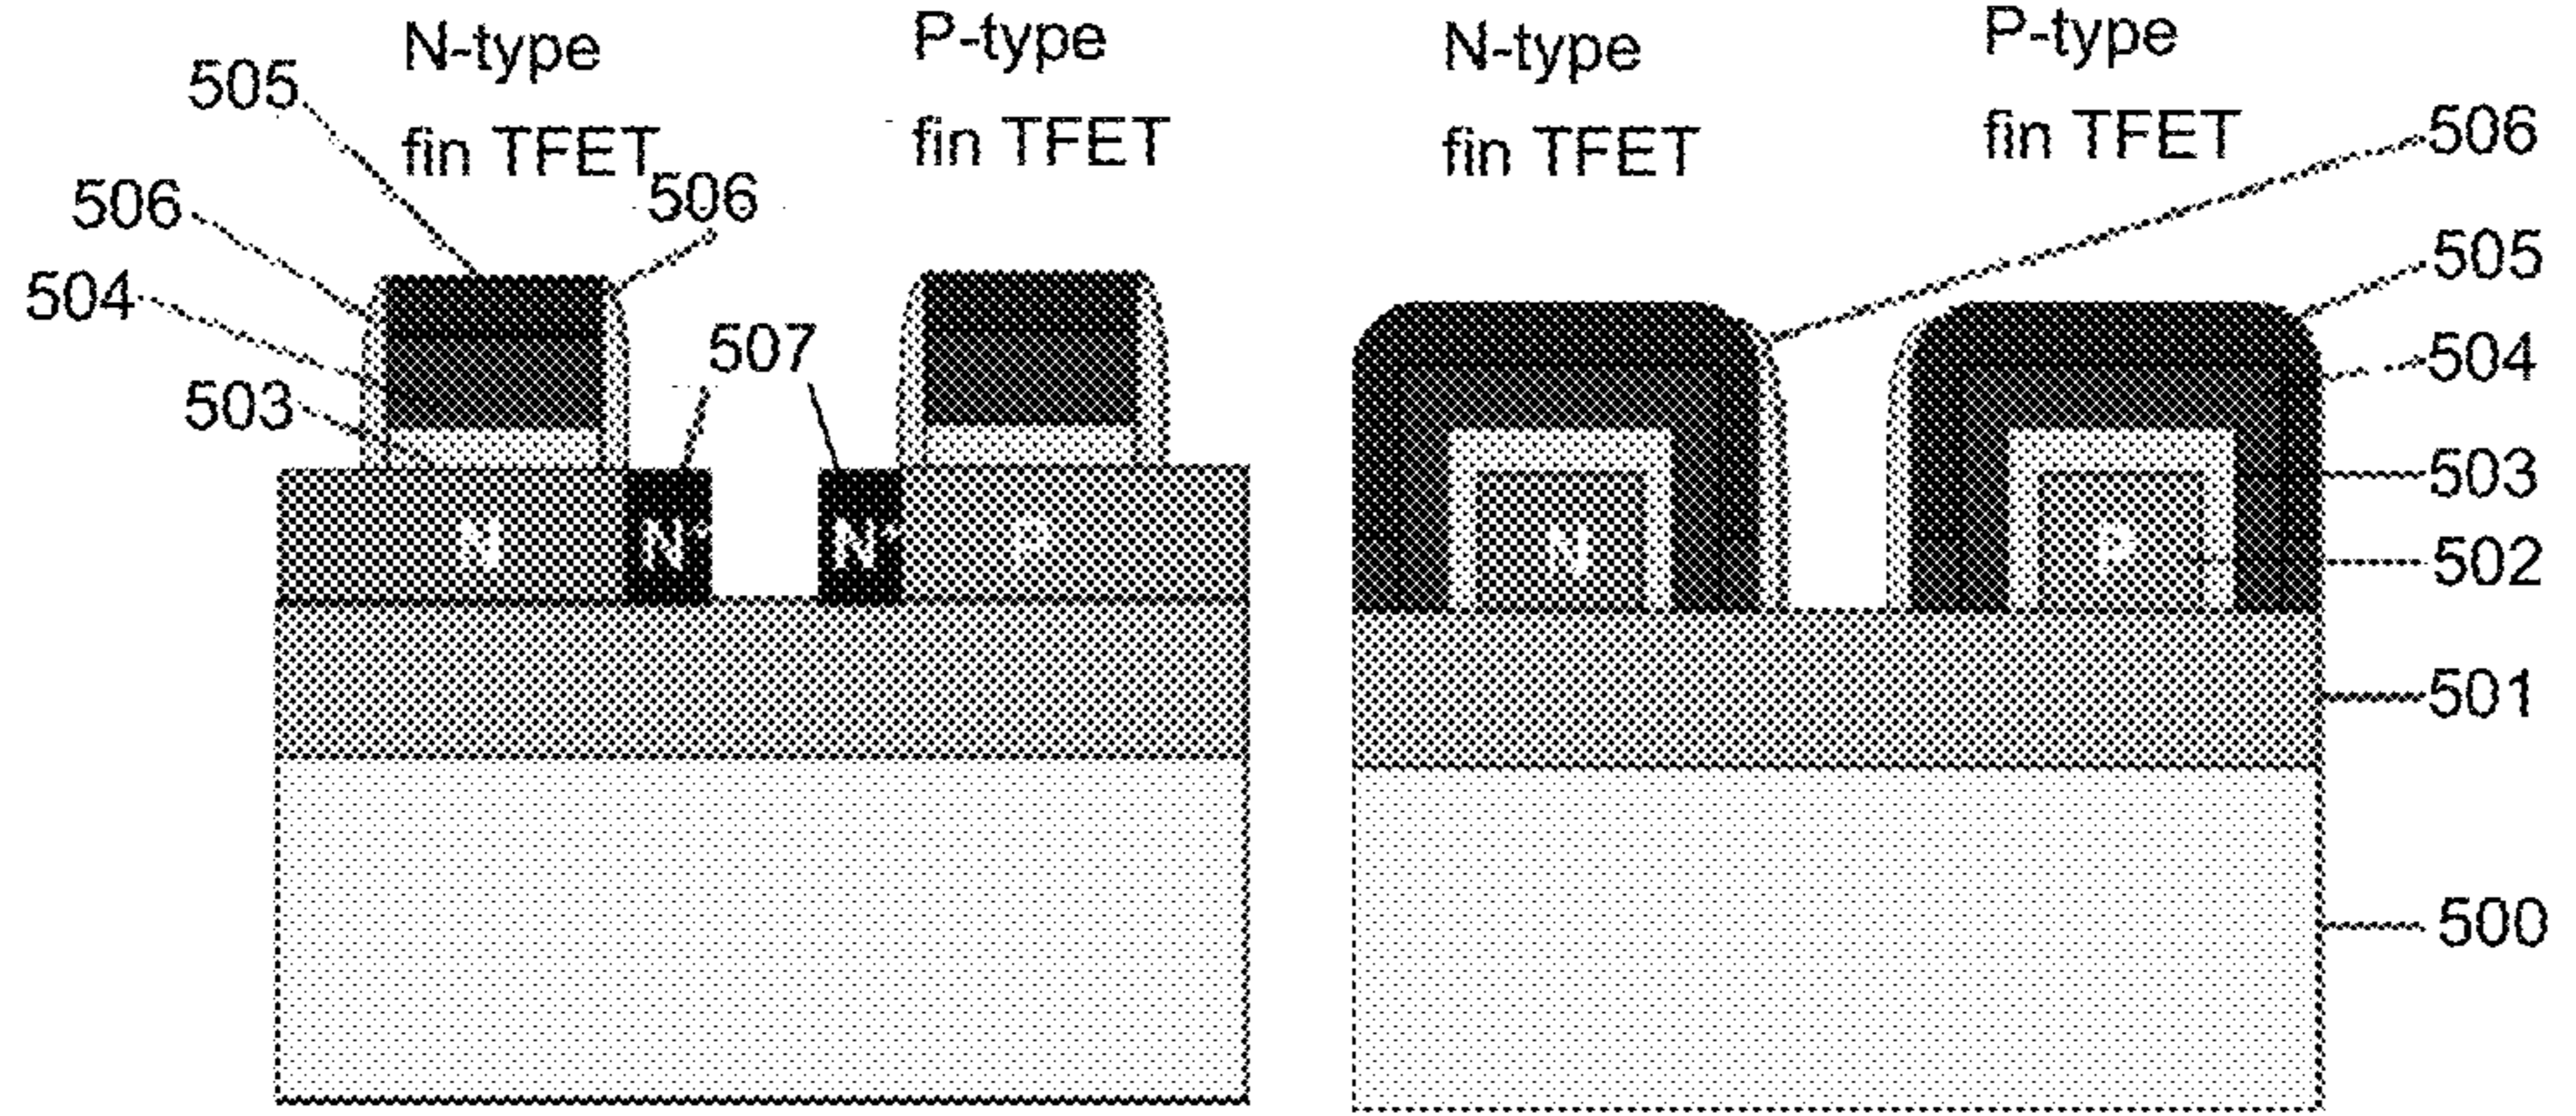 N-type
fin TFET
P-type
fin TFET
N-type
fin TFET
P-type
fin TFET
505
506
506
504
503
507
N
N+
N+
P
506
505
504
503
502
501
500
N
P